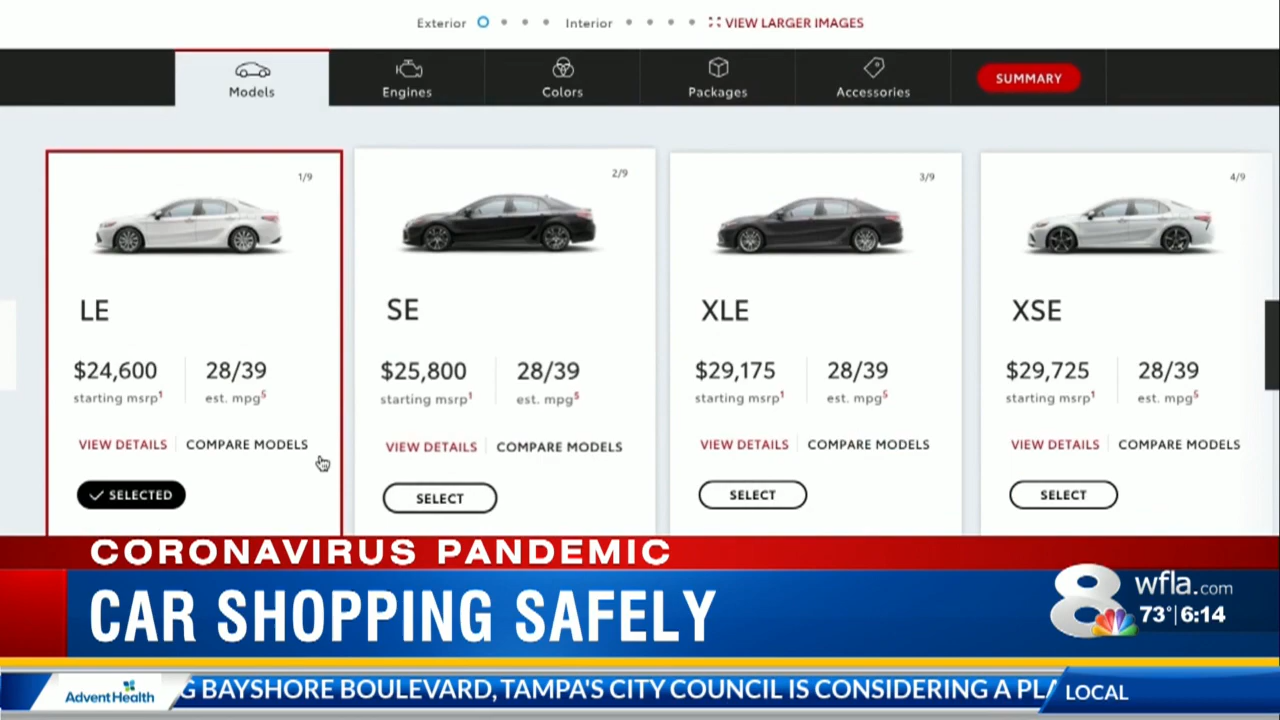 Exterior Interior VIEW LARGER IMAGES
Models Engines Colors Packages Accessories SUMMARY
1/9 2/9 3/9 4/9
LE SE XLE XSE
$24,600 28/39 $25,800 28/39 $29,175 28/39 $29,725 28/39
starting msrp1 est. mpg5 starting msrp1 est. mpg5 starting msrp1 est. mpg5 starting msrp1 est. mpg5
VIEW DETAILS COMPARE MODELS VIEW DETAILS COMPARE MODELS VIEW DETAILS COMPARE MODELS VIEW DETAILS COMPARE MODELS
SELECTED SELECT SELECT SELECT
CORONAVIRUS PANDEMIC
CAR SHOPPING SAFELY
8 wfla.com
73° 6:14
AdventHealth G BAYSHORE BOULEVARD, TAMPA'S CITY COUNCIL IS CONSIDERING A PLA LOCAL